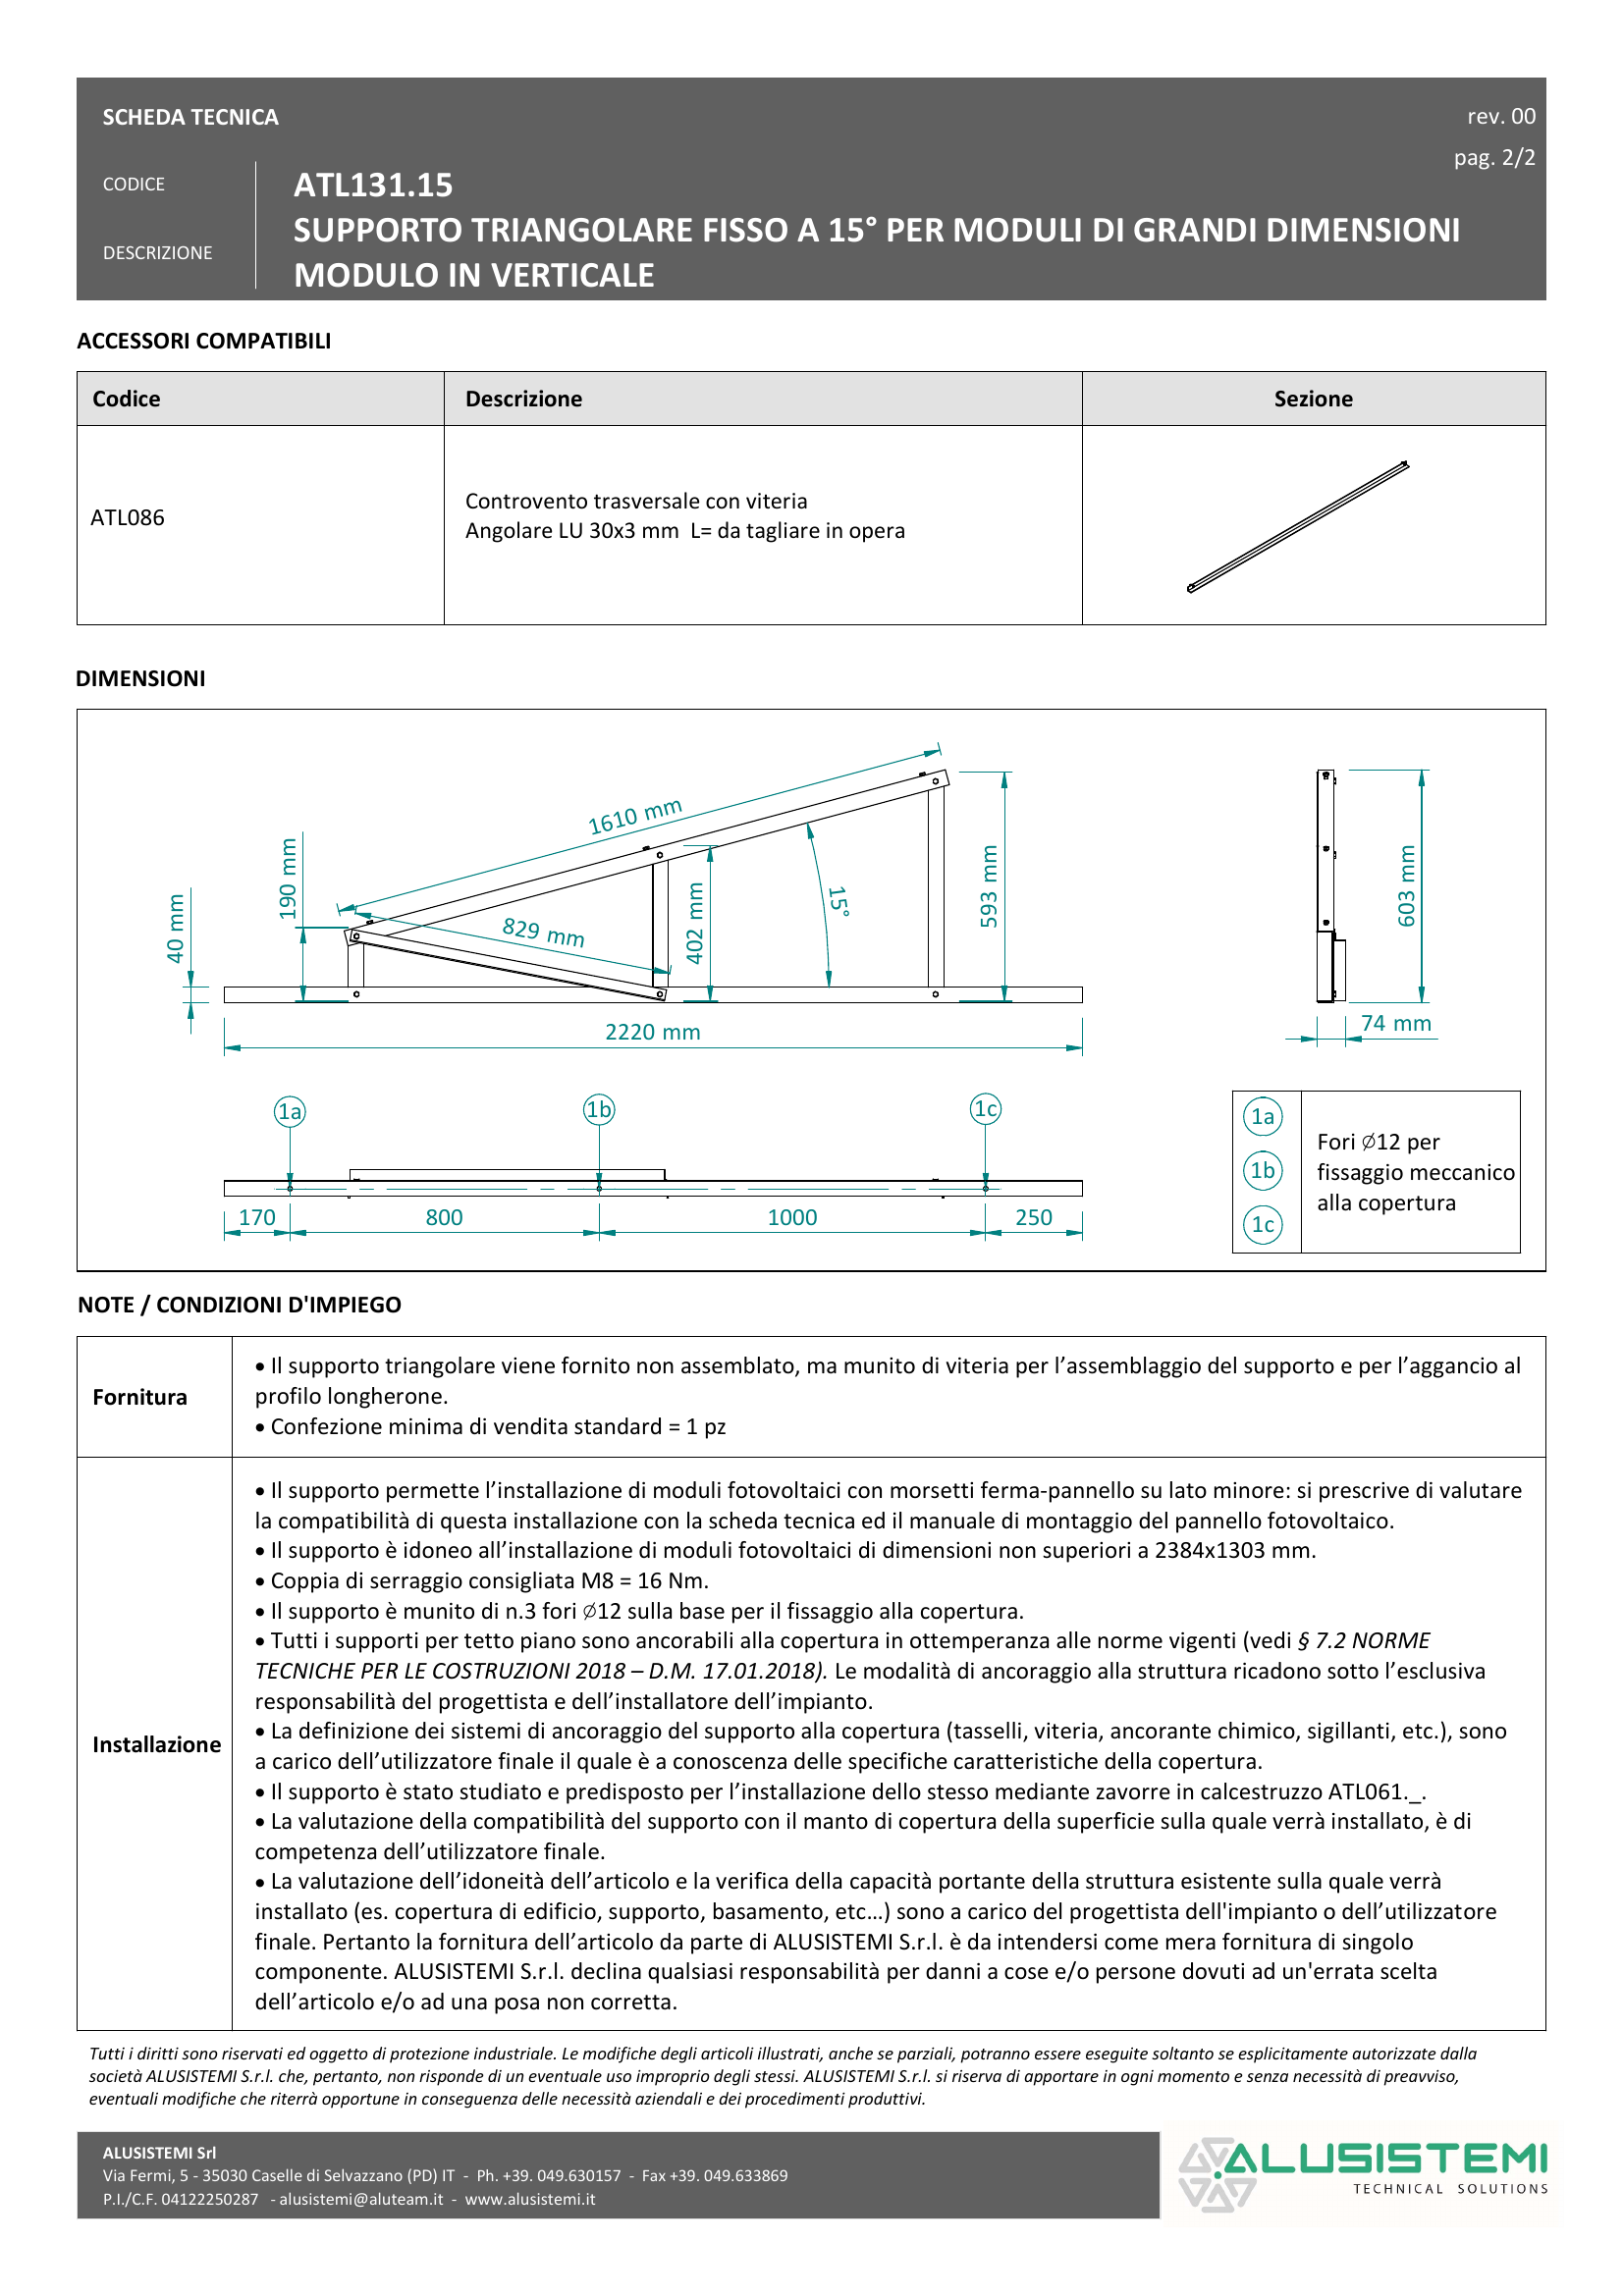 SCHEDA TECNICA
rev. 00
pag. 2/2
CODICE
ATL131.15
DESCRIZIONE
SUPPORTO TRIANGOLARE FISSO A 15° PER MODULI DI GRANDI DIMENSIONI
MODULO IN VERTICALE
ACCESSORI COMPATIBILI
Codice
Descrizione
Sezione
ATL086
Controvento trasversale con viteria
Angolare LU 30x3 mm  L= da tagliare in opera
DIMENSIONI
1610 mm
190 mm
40 mm
829 mm
402 mm
15°
593 mm
603 mm
2220 mm
74 mm
1a
1b
1c
170
800
1000
250
1a
1b
1c
Fori ∅12 per
fissaggio meccanico
alla copertura
NOTE / CONDIZIONI D'IMPIEGO
Fornitura
• Il supporto triangolare viene fornito non assemblato, ma munito di viteria per l’assemblaggio del supporto e per l’aggancio al
profilo longherone.
• Confezione minima di vendita standard = 1 pz
Installazione
• Il supporto permette l’installazione di moduli fotovoltaici con morsetti ferma-pannello su lato minore: si prescrive di valutare
la compatibilità di questa installazione con la scheda tecnica ed il manuale di montaggio del pannello fotovoltaico.
• Il supporto è idoneo all’installazione di moduli fotovoltaici di dimensioni non superiori a 2384x1303 mm.
• Coppia di serraggio consigliata M8 = 16 Nm.
• Il supporto è munito di n.3 fori ∅12 sulla base per il fissaggio alla copertura.
• Tutti i supporti per tetto piano sono ancorabili alla copertura in ottemperanza alle norme vigenti (vedi § 7.2 NORME
TECNICHE PER LE COSTRUZIONI 2018 – D.M. 17.01.2018). Le modalità di ancoraggio alla struttura ricadono sotto l’esclusiva
responsabilità del progettista e dell’installatore dell’impianto.
• La definizione dei sistemi di ancoraggio del supporto alla copertura (tasselli, viteria, ancorante chimico, sigillanti, etc.), sono
a carico dell’utilizzatore finale il quale è a conoscenza delle specifiche caratteristiche della copertura.
• Il supporto è stato studiato e predisposto per l’installazione dello stesso mediante zavorre in calcestruzzo ATL061._.
• La valutazione della compatibilità del supporto con il manto di copertura della superficie sulla quale verrà installato, è di
competenza dell’utilizzatore finale.
• La valutazione dell’idoneità dell’articolo e la verifica della capacità portante della struttura esistente sulla quale verrà
installato (es. copertura di edificio, supporto, basamento, etc…) sono a carico del progettista dell'impianto o dell’utilizzatore
finale. Pertanto la fornitura dell’articolo da parte di ALUSISTEMI S.r.l. è da intendersi come mera fornitura di singolo
componente. ALUSISTEMI S.r.l. declina qualsiasi responsabilità per danni a cose e/o persone dovuti ad un'errata scelta
dell’articolo e/o ad una posa non corretta.
Tutti i diritti sono riservati ed oggetto di protezione industriale. Le modifiche degli articoli illustrati, anche se parziali, potranno essere eseguite soltanto se esplicitamente autorizzate dalla
società ALUSISTEMI S.r.l. che, pertanto, non risponde di un eventuale uso improprio degli stessi. ALUSISTEMI S.r.l. si riserva di apportare in ogni momento e senza necessità di preavviso,
eventuali modifiche che riterrà opportune in conseguenza delle necessità aziendali e dei procedimenti produttivi.
ALUSISTEMI Srl
Via Fermi, 5 - 35030 Caselle di Selvazzano (PD) IT  -  Ph. +39. 049.630157  -  Fax +39. 049.633869
P.I./C.F. 04122250287   - alusistemi@aluteam.it  -  www.alusistemi.it
ALUSISTEMI
TECHNICAL SOLUTIONS